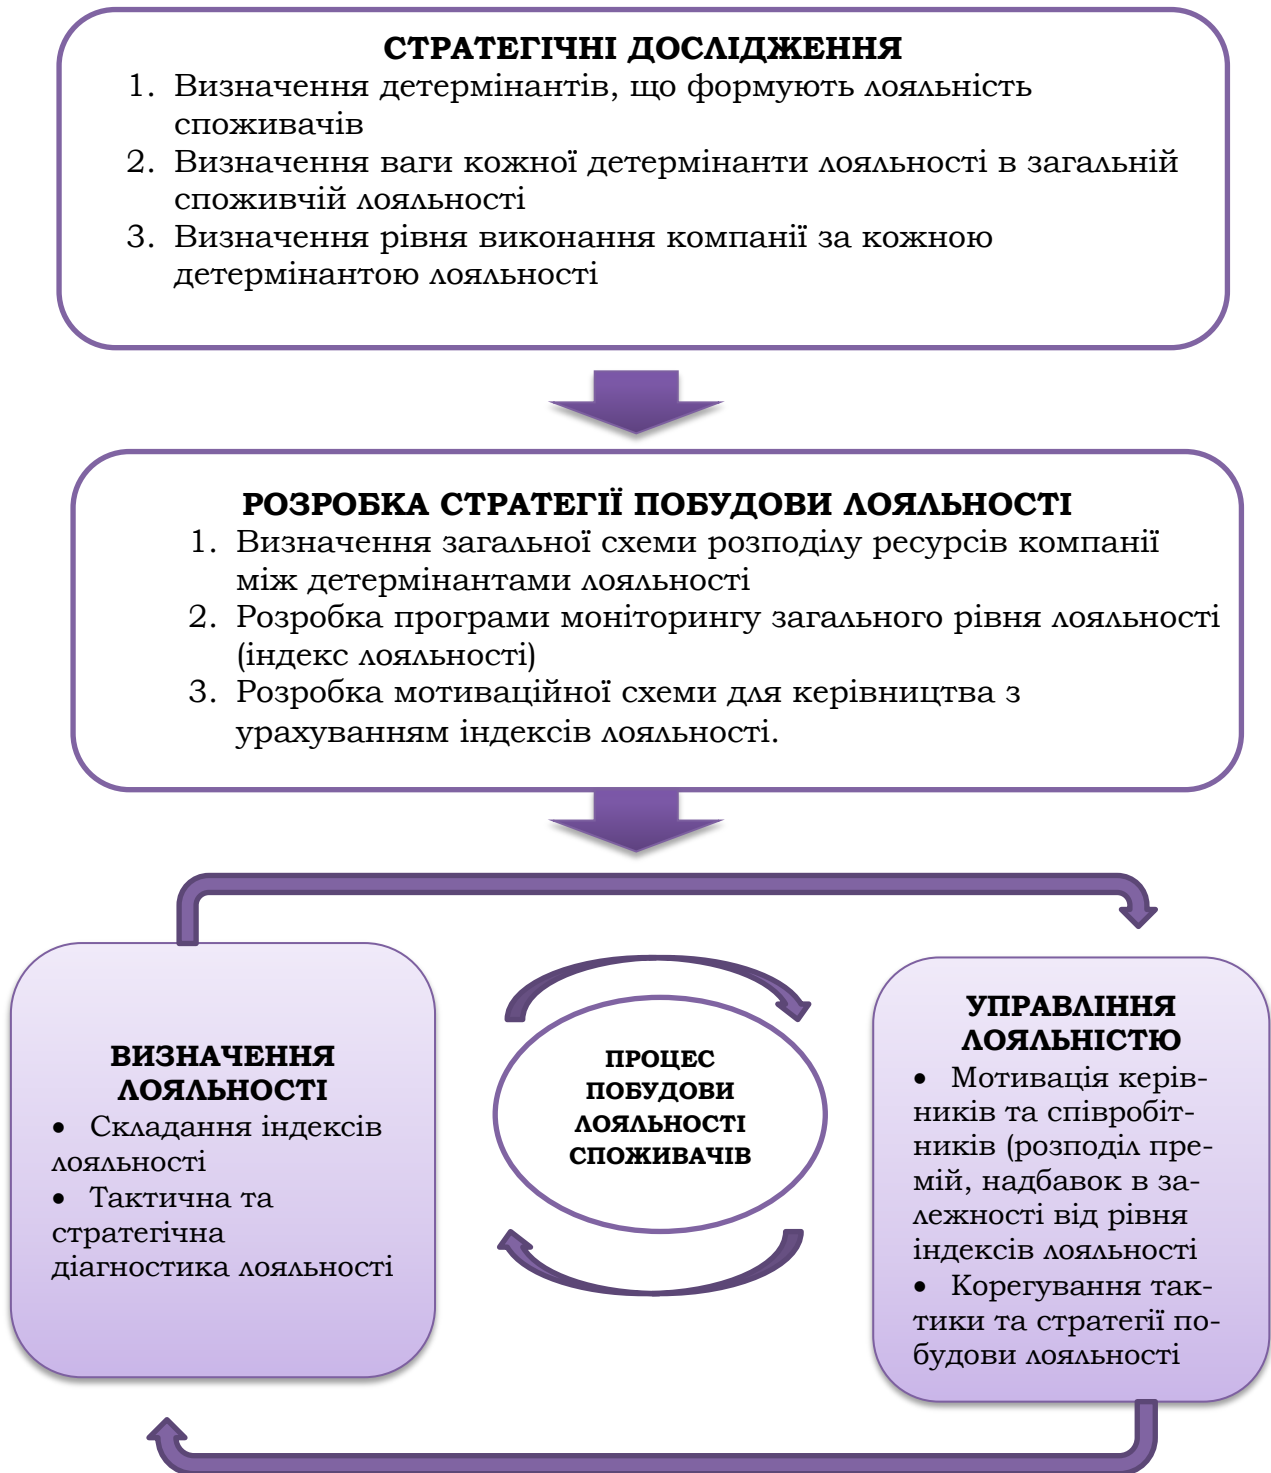 СТРАТЕГІЧНІ ДОСЛІДЖЕННЯ
1. Визначення детермінантів, що формують лояльність
споживачів
2. Визначення ваги кожної детермінанти лояльності в загальній
споживчій лояльності
3. Визначення рівня виконання компанії за кожною
детермінантою лояльності
РОЗРОБКА СТРАТЕГІЇ ПОБУДОВИ ЛОЯЛЬНОСТІ
1. Визначення загальної схеми розподілу ресурсів компанії
між детермінантами лояльності
2. Розробка програми моніторингу загального рівня лояльності
(індекс лояльності)
3. Розробка мотиваційної схеми для керівництва з
урахуванням індексів лояльності.
ВИЗНАЧЕННЯ
ЛОЯЛЬНОСТІ
• Складання індексів
лояльності
• Тактична та
стратегічна
діагностика лояльності
ПРОЦЕС
ПОБУДОВИ
ЛОЯЛЬНОСТІ
СПОЖИВАЧІВ
УПРАВЛІННЯ
ЛОЯЛЬНІСТЮ
• Мотивація керів-
ників та співробіт-
ників (розподіл пре-
мій, надбавок в за-
лежності від рівня
індексів лояльності
• Корегування так-
тики та стратегії по-
будови лояльності